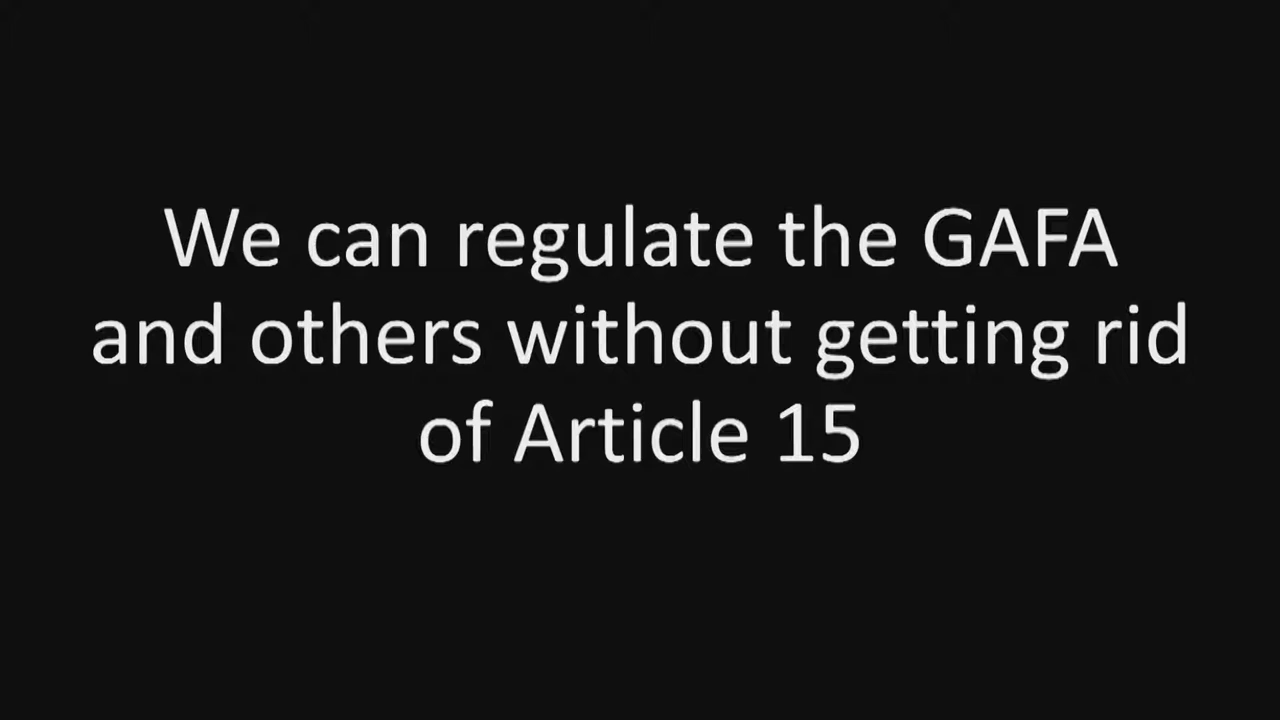 We can regulate the GAFA
and others without getting rid
of Article 15